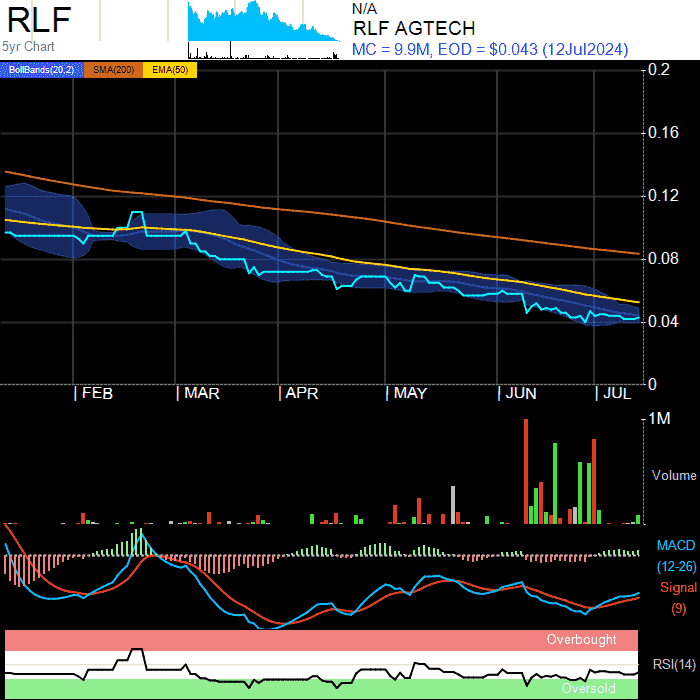 RLF
5yr Chart
N/A
RLF AGTECH
MC = 9.9M, EOD = $0.043 (12Jul2024)
BollBands(20,2) SMA(200) EMA(50)
0.2
0.16
0.12
0.08
0.04
0
| FEB | MAR | APR | MAY | JUN | JUL
1M
Volume
MACD
(12-26)
Signal
(9)
Overbought
RSI(14)
Oversold